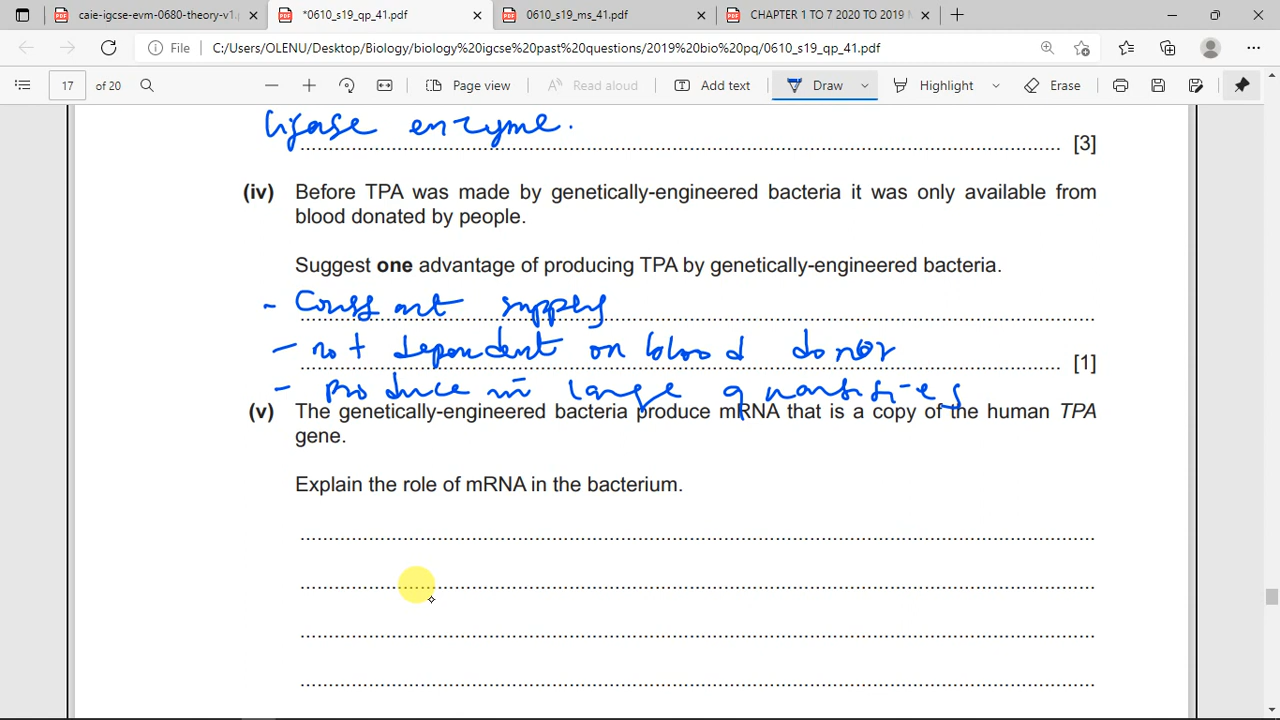 caie-igcse-evm-0680-theory-v1.
*0610_s19_qp_41.pdf
0610_s19_ms_41.pdf
CHAPTER 1 TO 7 2020 TO 2019
File
C:/Users/OLENU/Desktop/Biology/biology%20igcse%20past%20questions/2019%20bio%20pq/0610_s19_qp_41.pdf
17 of 20
Page view
Read aloud
Add text
Draw
Highlight
Erase
ligase enzyme.
[3]
(iv) Before TPA was made by genetically-engineered bacteria it was only available from
blood donated by people.
Suggest one advantage of producing TPA by genetically-engineered bacteria.
- Constant supply
- not dependent on blood donor
[1]
- produce in large quantities
(v) The genetically-engineered bacteria produce mRNA that is a copy of the human TPA
gene.
Explain the role of mRNA in the bacterium.